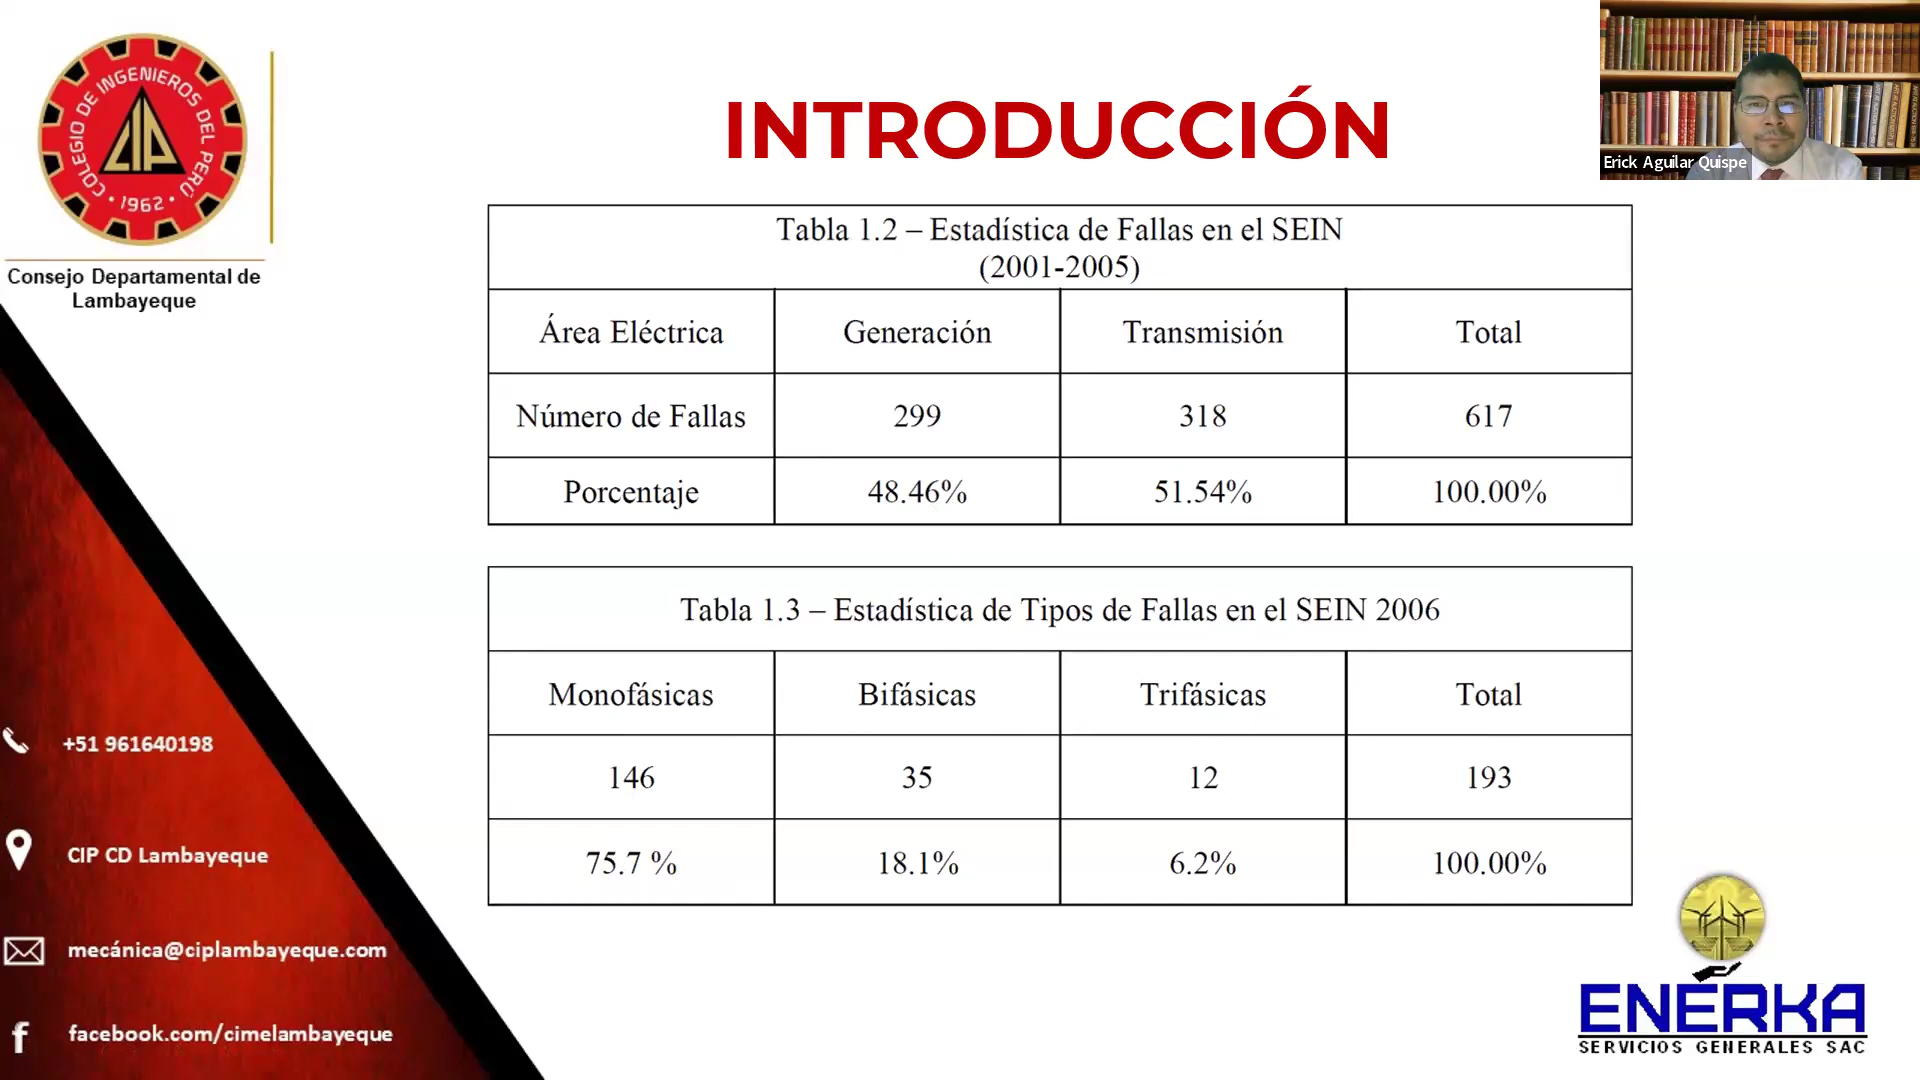 COLEGIO DE INGENIEROS DEL PERÚ
CIP
• 1962 •
Consejo Departamental de
Lambayeque
INTRODUCCIÓN
Erick Aguilar Quispe
Tabla 1.2 – Estadística de Fallas en el SEIN
(2001-2005)
Área Eléctrica Generación Transmisión Total
Número de Fallas 299 318 617
Porcentaje 48.46% 51.54% 100.00%
Tabla 1.3 – Estadística de Tipos de Fallas en el SEIN 2006
Monofásicas Bifásicas Trifásicas Total
146 35 12 193
75.7 % 18.1% 6.2% 100.00%
+51 961640198
CIP CD Lambayeque
mecánica@ciplambayeque.com
facebook.com/cimelambayeque
ENERKA
SERVICIOS GENERALES SAC